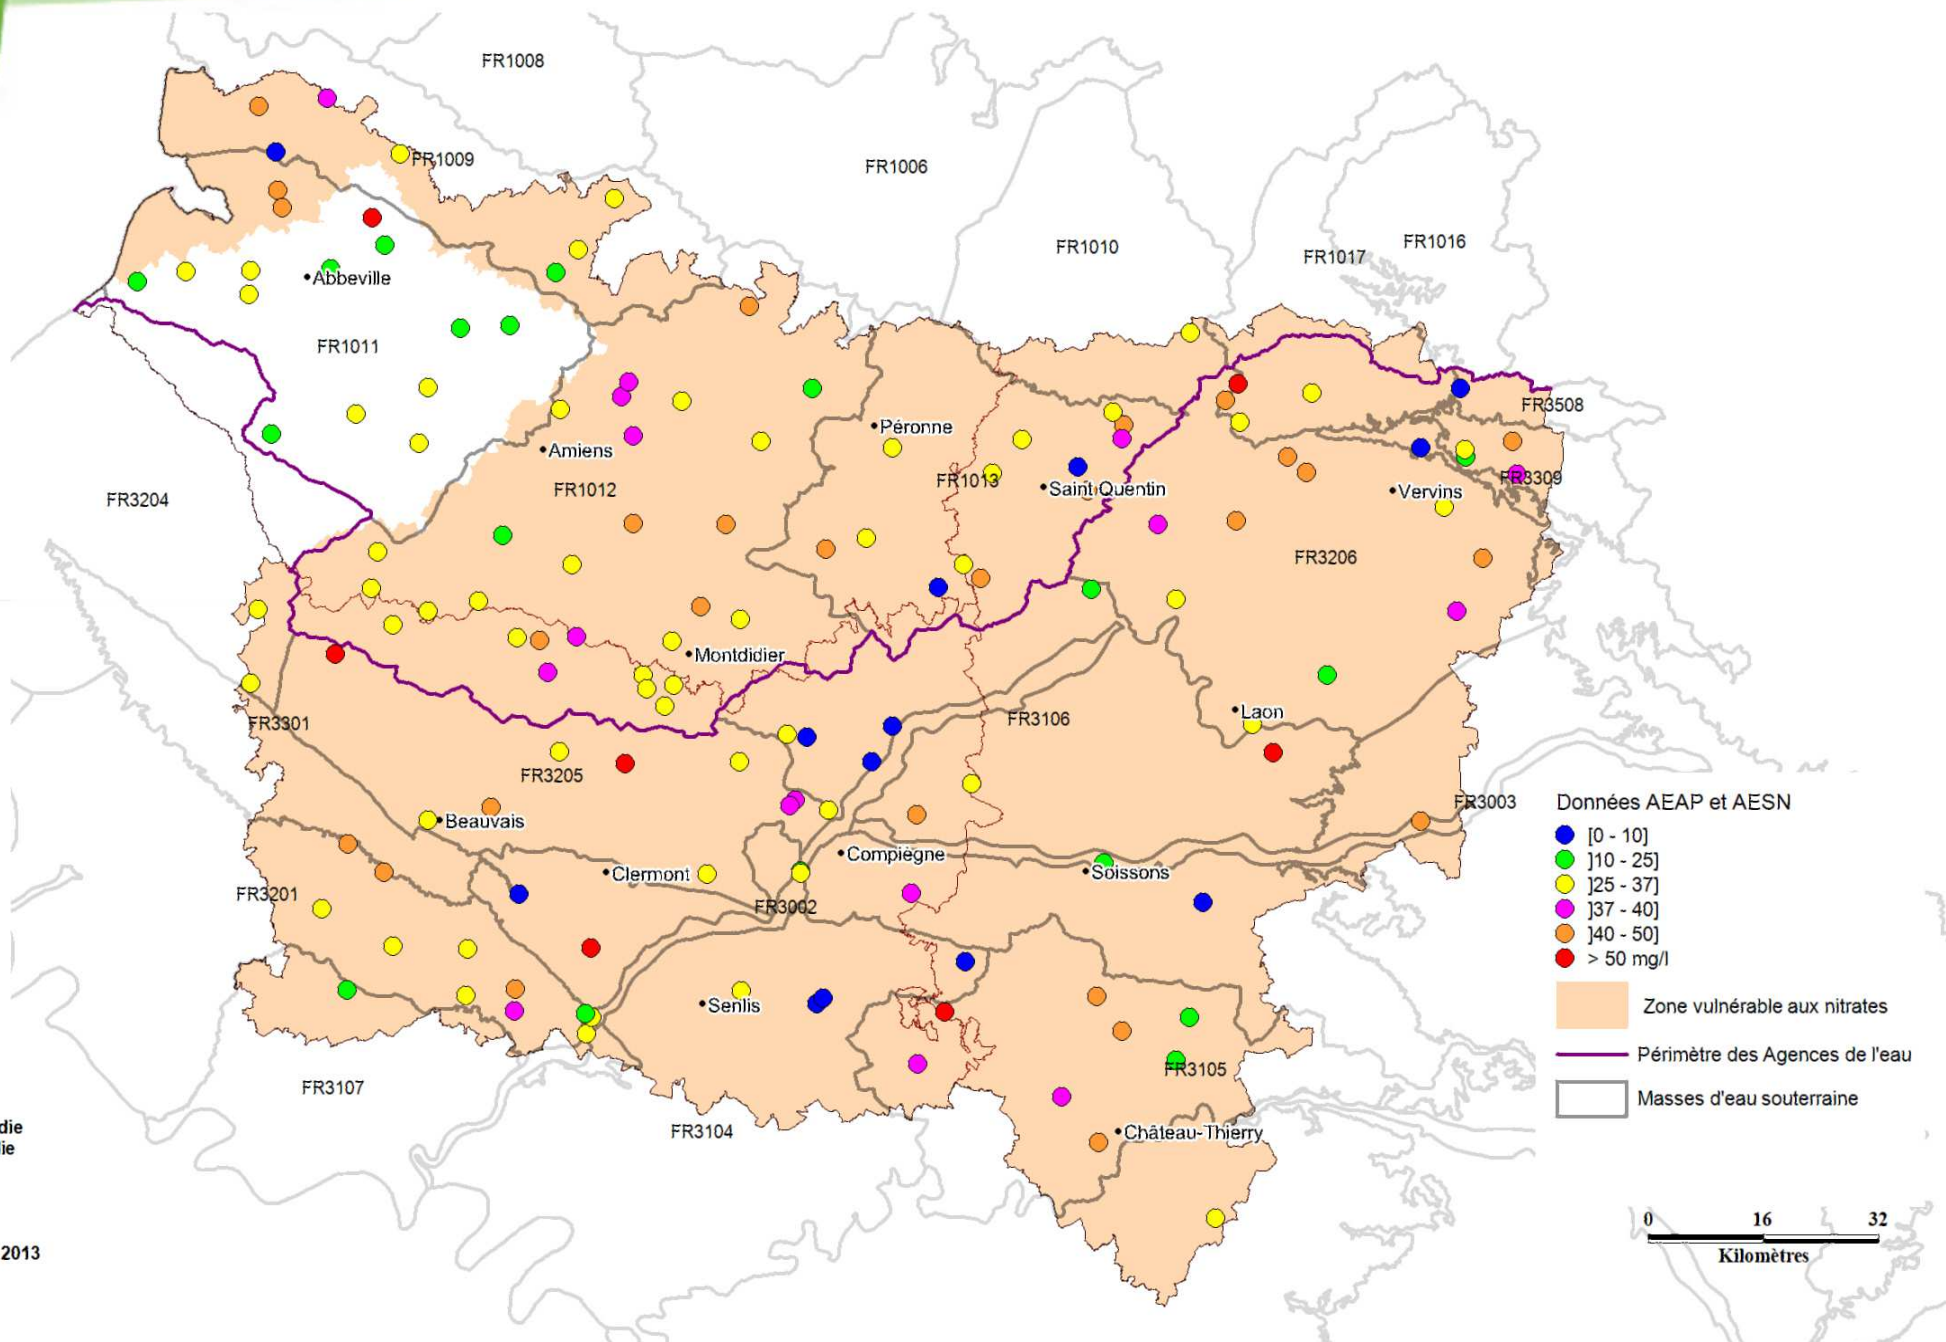 FR1008
FR1009
FR1006
FR1010
FR1017
FR1016
Abbeville
FR1011
FR3508
Péronne
Amiens
FR1013
Saint Quentin
FR3309
Vervins
FR1012
FR3204
FR3206
Montdidier
FR3301
FR3106
Laon
FR3205
Beauvais
FR3003
Compiègne
Clermont
Soissons
FR3201
FR3002
Senlis
FR3105
FR3107
FR3104
Château-Thierry
Données AEAP et AESN
[0 - 10]
]10 - 25]
]25 - 37]
]37 - 40]
]40 - 50]
> 50 mg/l
Zone vulnérable aux nitrates
Périmètre des Agences de l'eau
Masses d'eau souterraine
die
ie
2013
0 16 32
Kilomètres